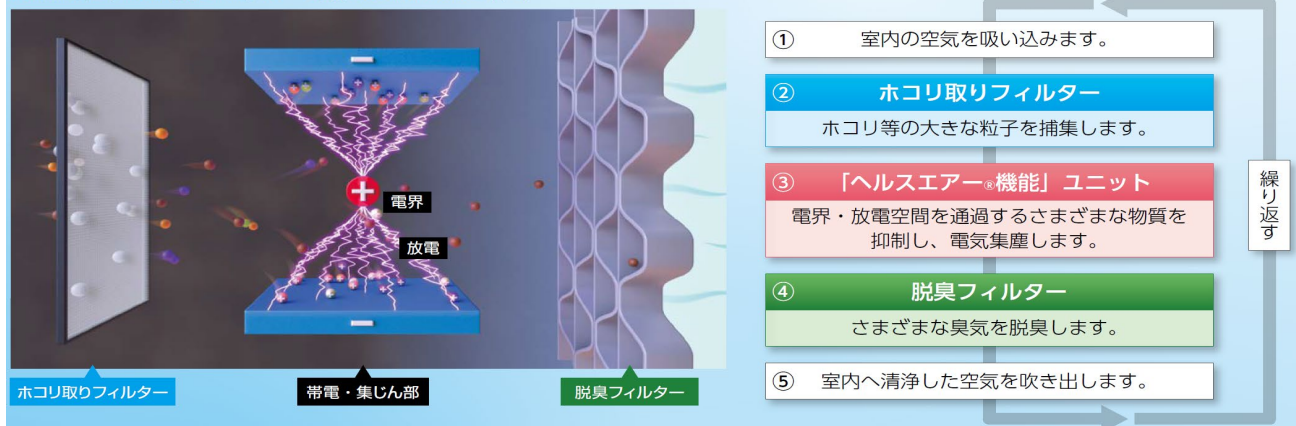 電界
放電
ホコリ取りフィルター
帯電・集じん部
脱臭フィルター
① 室内の空気を吸い込みます。
② ホコリ取りフィルター
ホコリ等の大きな粒子を捕集します。
③ 「ヘルスエアー®機能」ユニット
電界・放電空間を通過するさまざまな物質を
抑制し、電気集塵します。
④ 脱臭フィルター
さまざまな臭気を脱臭します。
⑤ 室内へ清浄した空気を吹き出します。
繰り返す